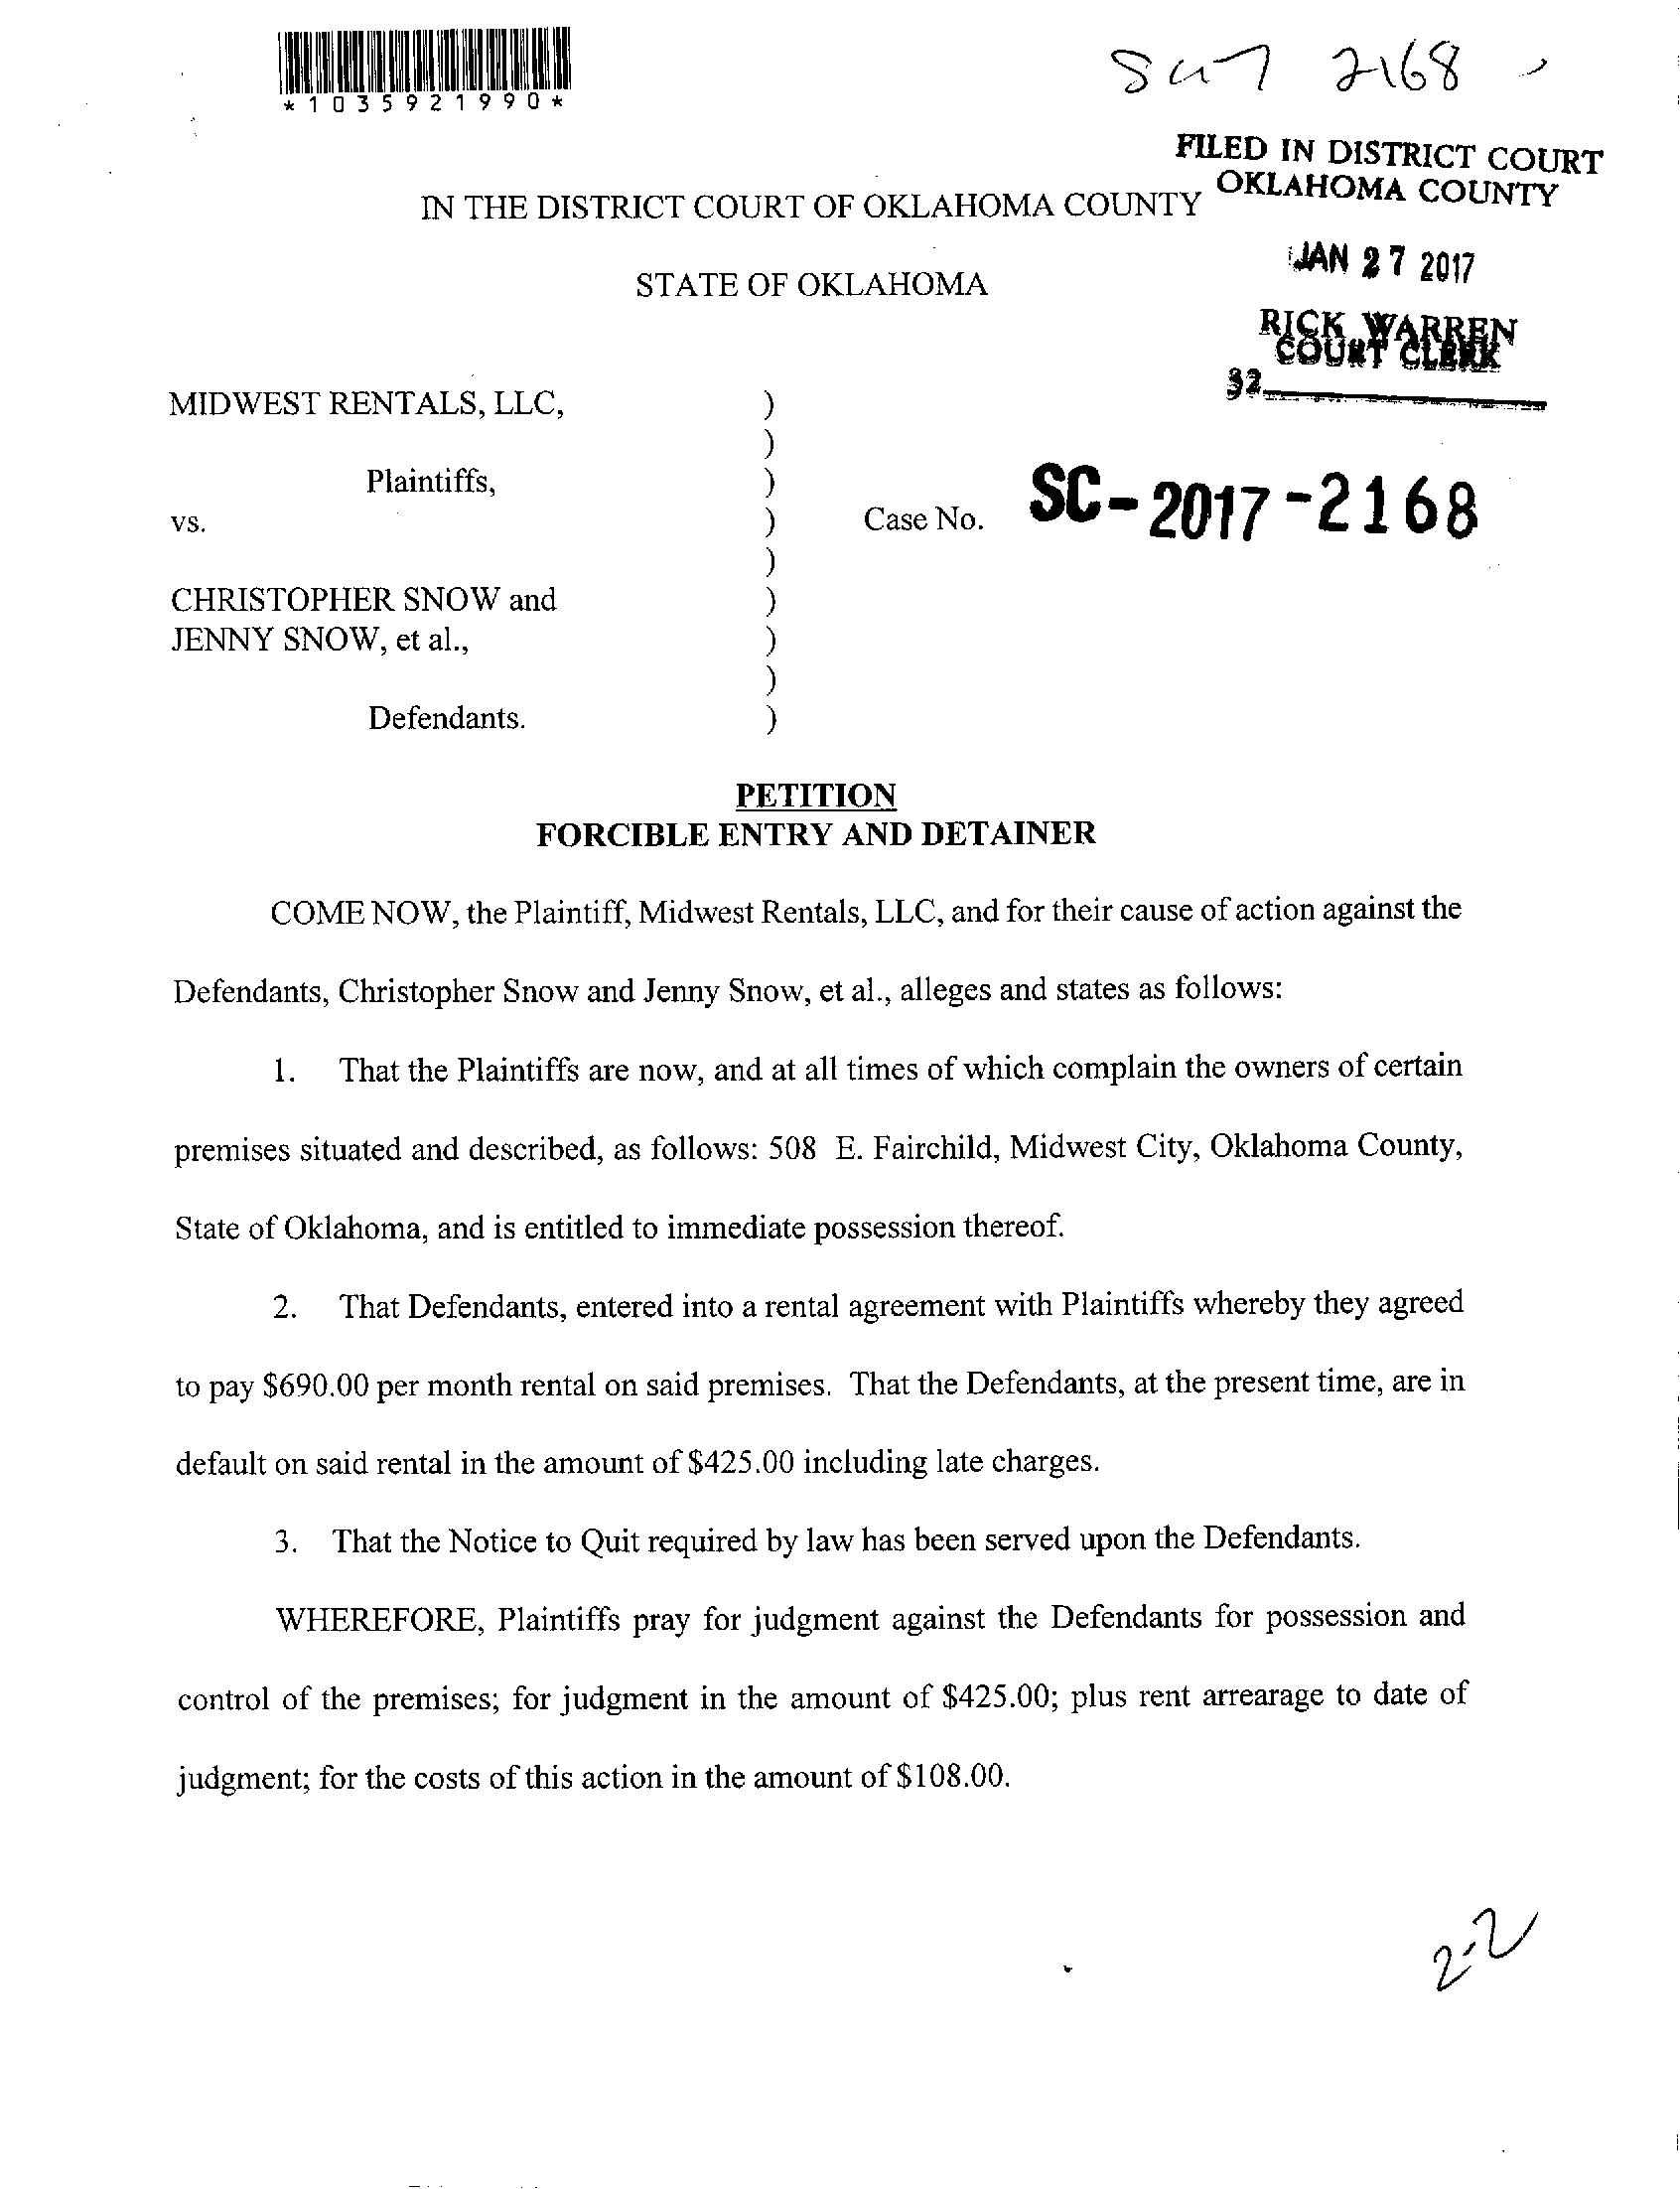 *1035921990*
2168
FILED IN DISTRICT COURT
OKLAHOMA COUNTY
IN THE DISTRICT COURT OF OKLAHOMA COUNTY
JAN 27 2017
STATE OF OKLAHOMA
RICK WARREN
COURT CLERK
32
MIDWEST RENTALS, LLC, )
)
Plaintiffs, )
vs. ) Case No. SC-2017-2168
)
CHRISTOPHER SNOW and )
JENNY SNOW, et al., )
)
Defendants. )
PETITION
FORCIBLE ENTRY AND DETAINER
COME NOW, the Plaintiff, Midwest Rentals, LLC, and for their cause of action against the
Defendants, Christopher Snow and Jenny Snow, et al., alleges and states as follows:
1. That the Plaintiffs are now, and at all times of which complain the owners of certain
premises situated and described, as follows: 508 E. Fairchild, Midwest City, Oklahoma County,
State of Oklahoma, and is entitled to immediate possession thereof.
2. That Defendants, entered into a rental agreement with Plaintiffs whereby they agreed
to pay $690.00 per month rental on said premises. That the Defendants, at the present time, are in
default on said rental in the amount of $425.00 including late charges.
3. That the Notice to Quit required by law has been served upon the Defendants.
WHEREFORE, Plaintiffs pray for judgment against the Defendants for possession and
control of the premises; for judgment in the amount of $425.00; plus rent arrearage to date of
judgment; for the costs of this action in the amount of $108.00.